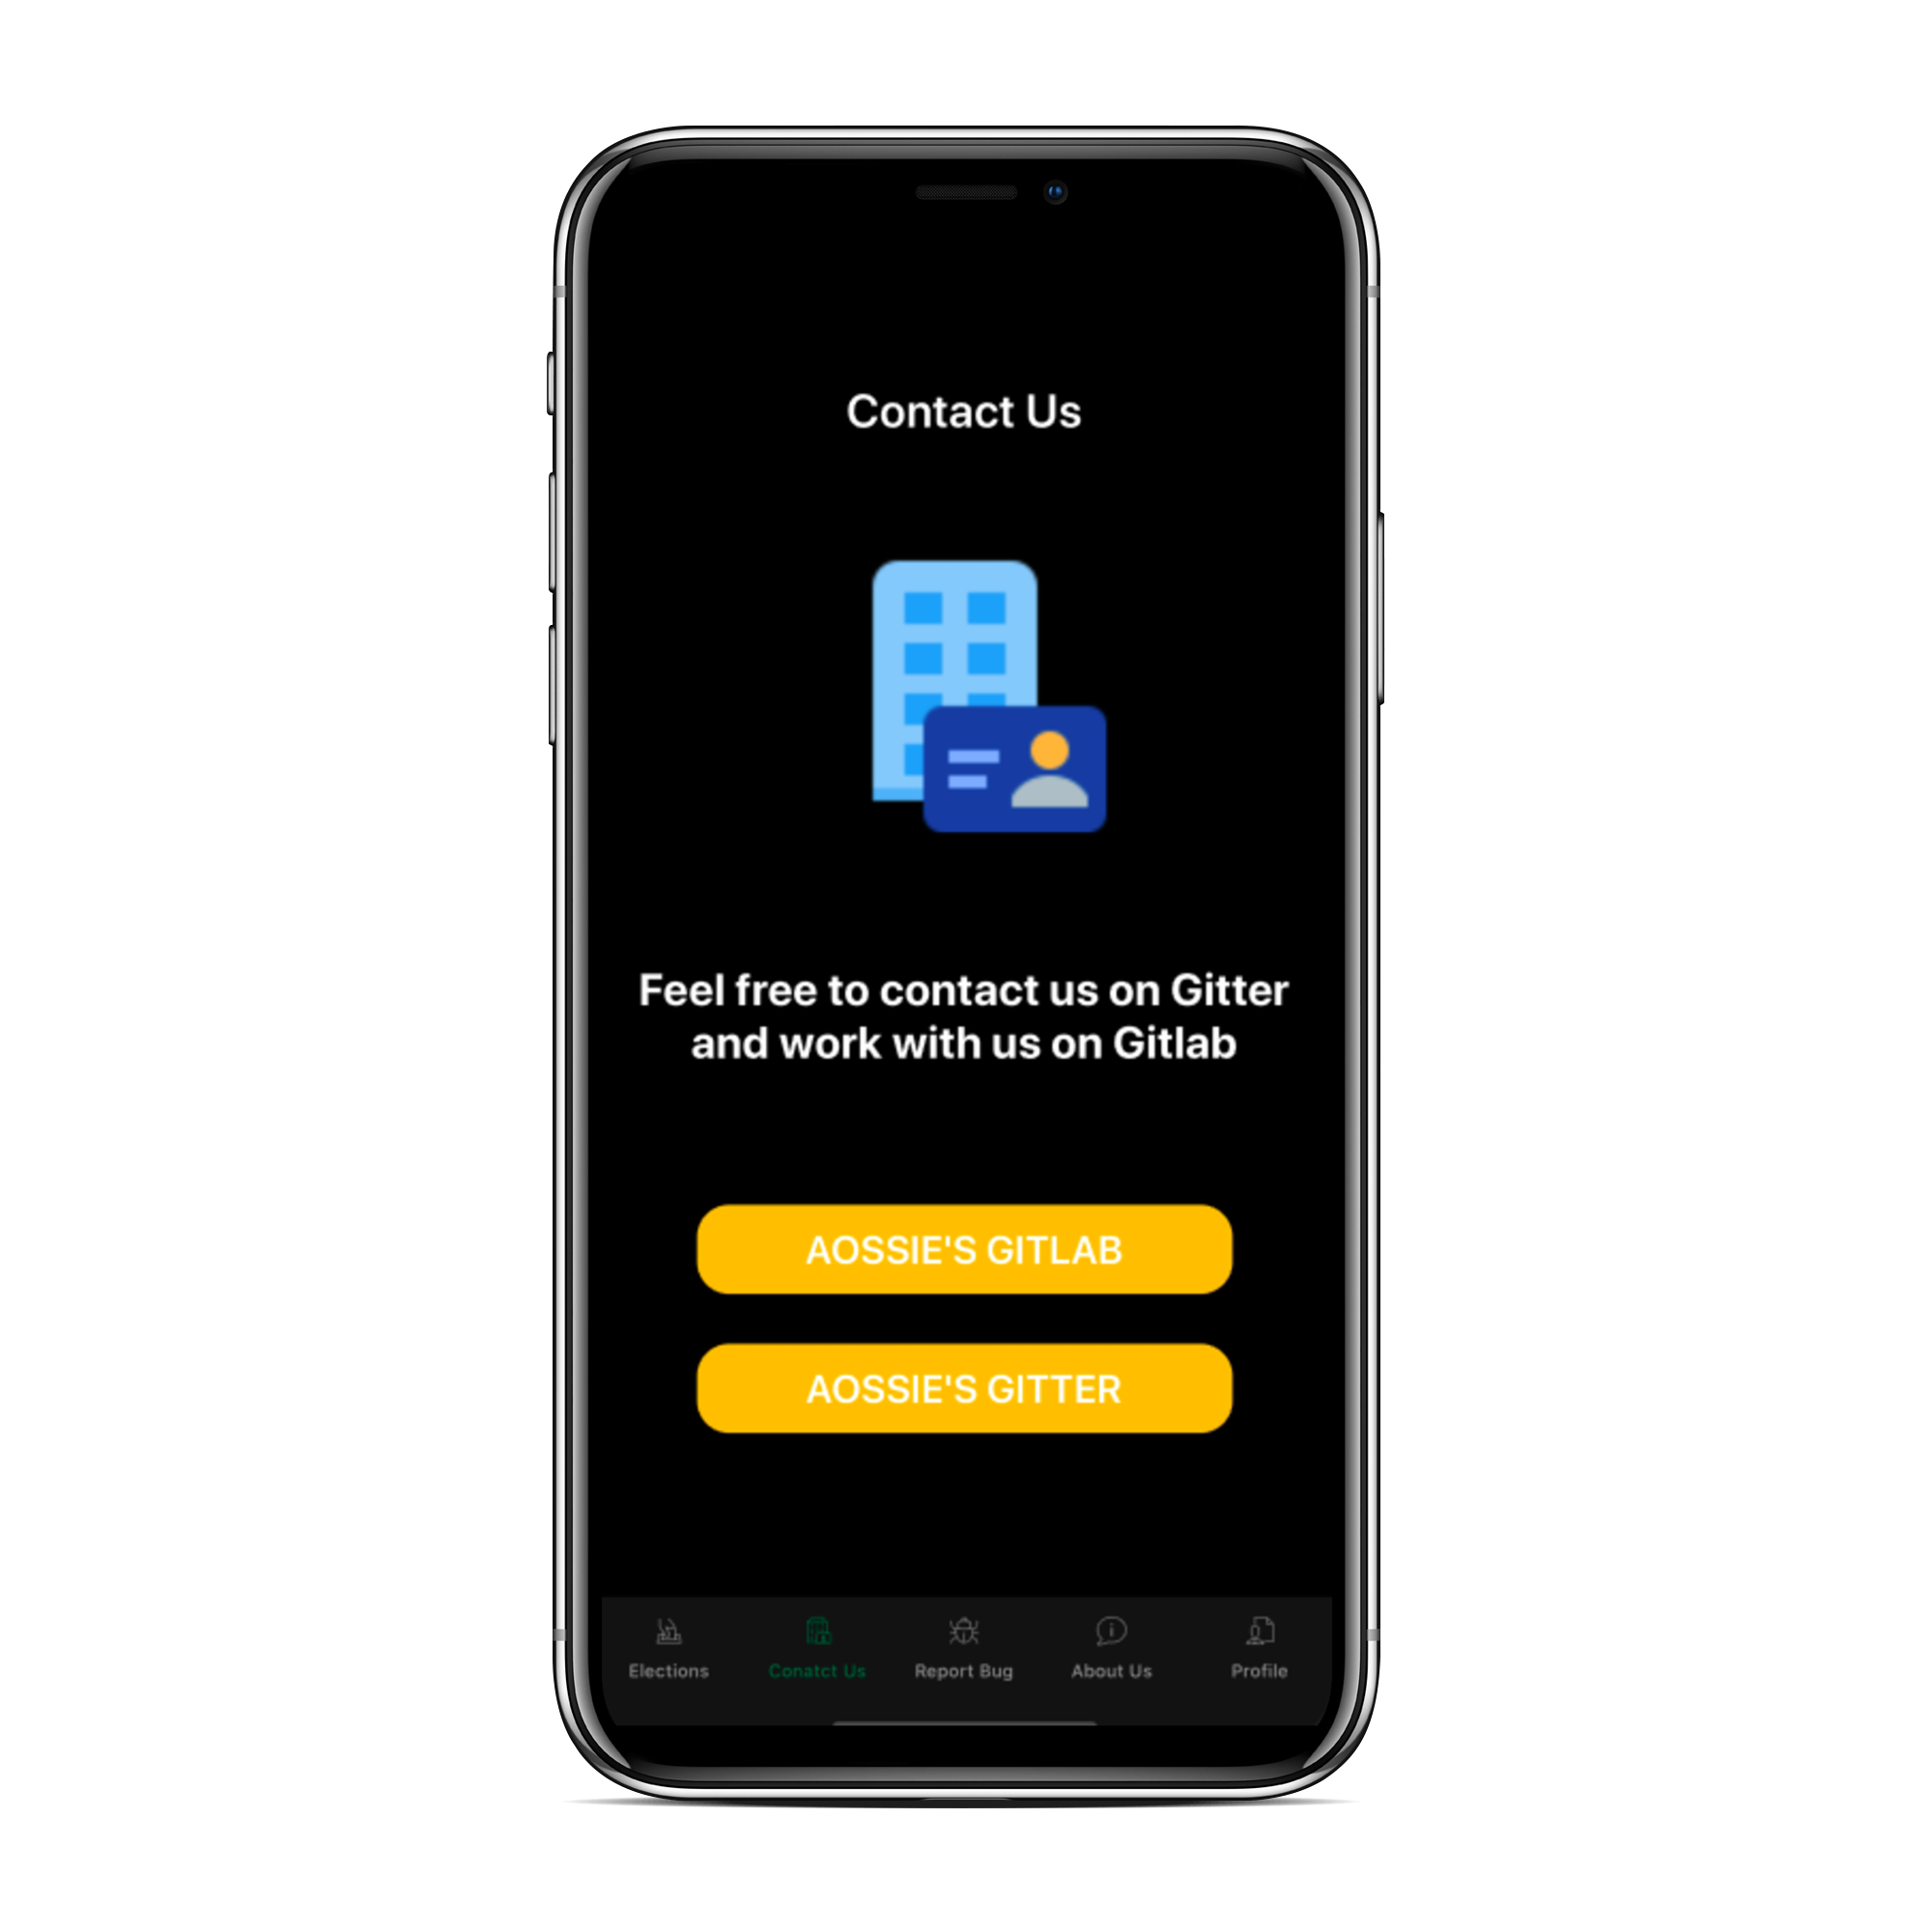 Contact Us
Feel free to contact us on Gitter
and work with us on Gitlab
AOSSIE'S GITLAB
AOSSIE'S GITTER
Elections
Conatct Us
Report Bug
About Us
Profile